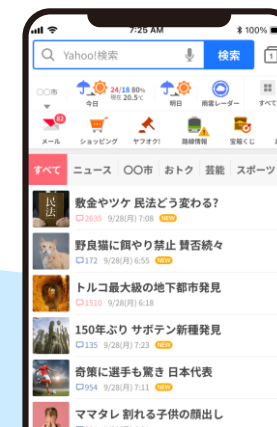 7:25 AM 100%
Yahoo!検索 検索 1
○○市 24/18 80%
現在 20.5℃
今日 明日 雨雲レーダー すべて
82
メール ショッピング ヤフオク! 路線情報 宝箱くじ
すべて ニュース ○○市 おトク 芸能 スポーツ
敷金やツケ 民法どう変わる?
民法
2635 9/28(月) 7:08 NEW
野良猫に餌やり禁止 賛否続々
172 9/28(月) 6:55 NEW
トルコ最大級の地下都市発見
1510 9/28(月) 6:18
150年ぶり サボテン新種発見
135 9/28(月) 7:23 NEW
奇策に選手も驚き 日本代表
954 9/28(月) 7:11 NEW
ママタレ 割れる子供の顔出し